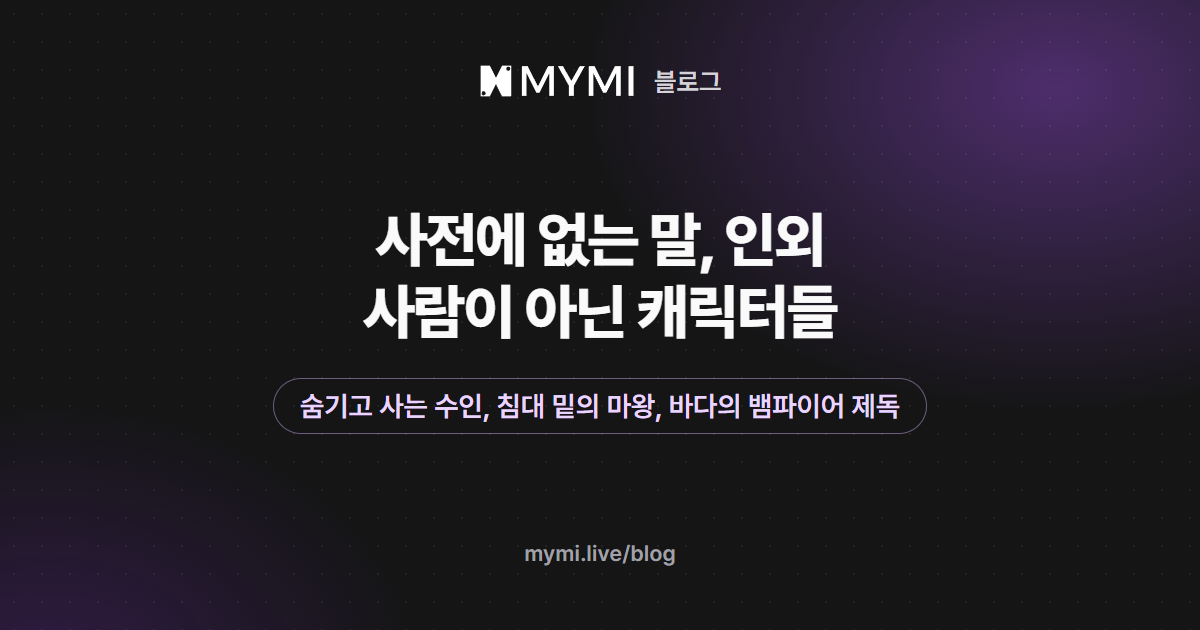 MYMI 블로그
사전에 없는 말, 인외
사람이 아닌 캐릭터들
숨기고 사는 수인, 침대 밑의 마왕, 바다의 뱀파이어 제독
mymi.live/blog